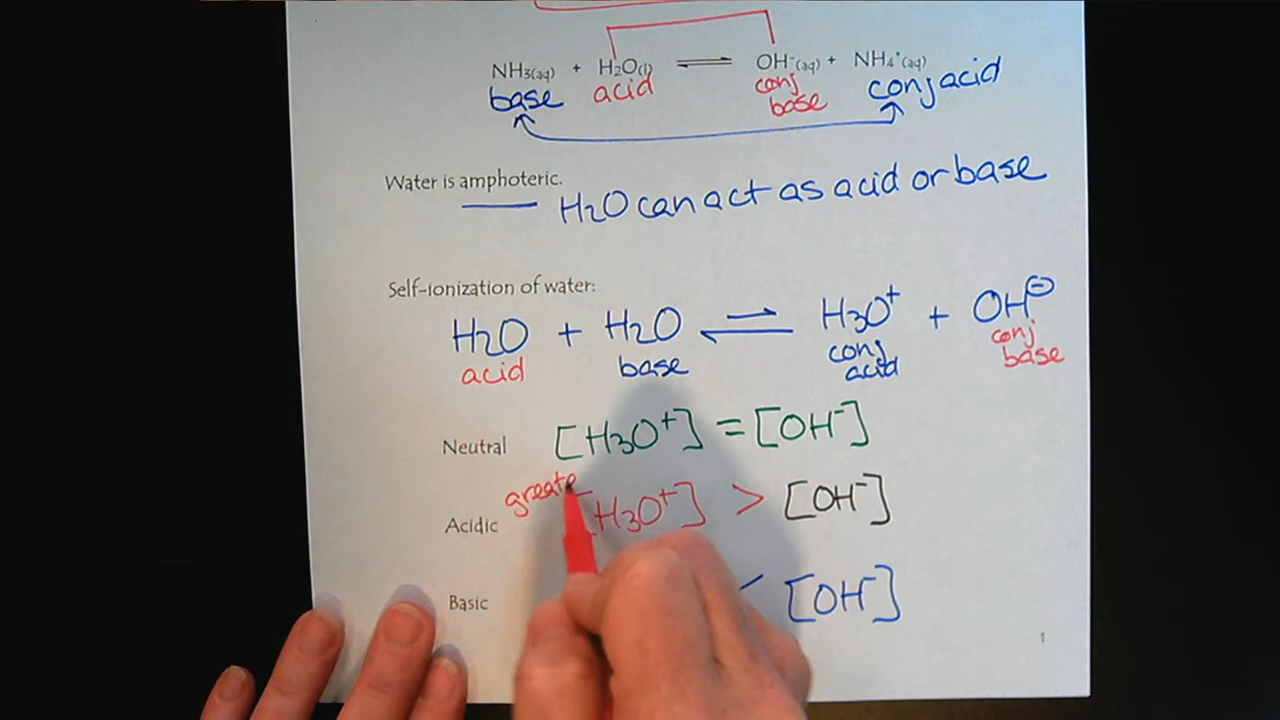 NH₃(aq) + H₂O(l) ⇌ OH⁻(aq) + NH₄⁺(aq)
base acid conj base conj acid
Water is amphoteric.
H₂O can act as acid or base
Self-ionization of water:
H₂O + H₂O ⇌ H₃O⁺ + OH⊖
acid base conj acid conj base
Neutral [H₃O⁺] = [OH⁻]
greate
Acidic [H₃O⁺] > [OH⁻]
Basic < [OH⁻]
1